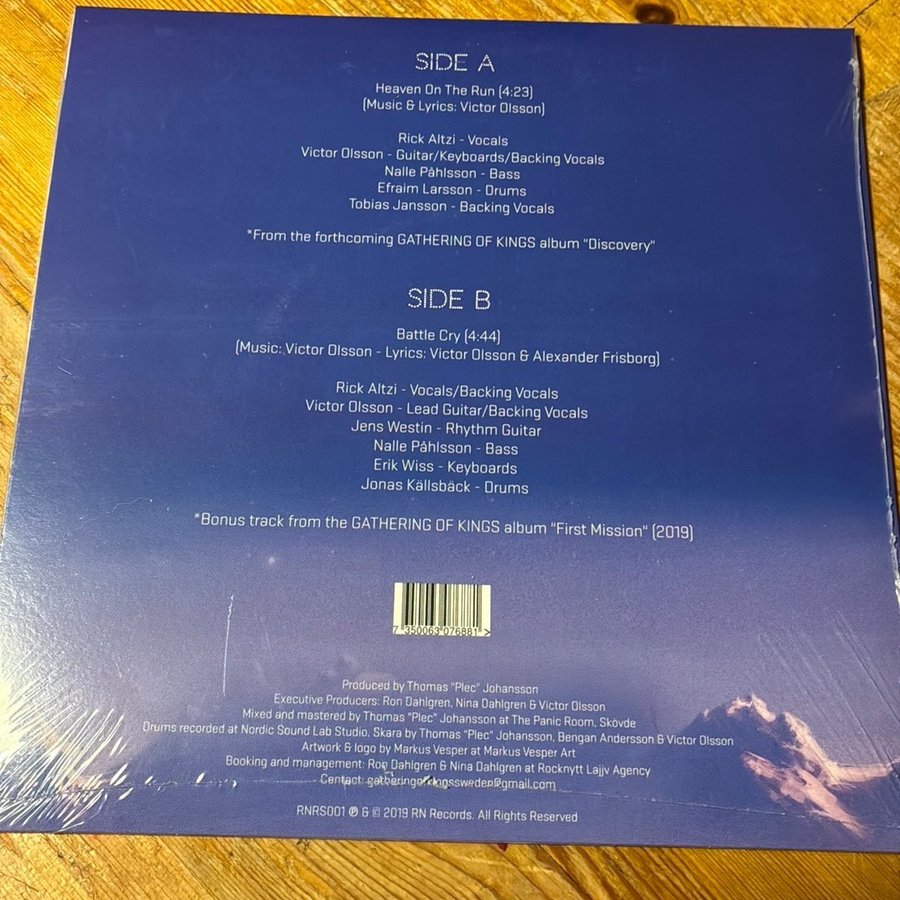 SIDE A
Heaven On The Run (4:23)
(Music & Lyrics: Victor Olsson)
Rick Altzi - Vocals
Victor Olsson - Guitar/Keyboards/Backing Vocals
Nalle Påhlsson - Bass
Efraim Larsson - Drums
Tobias Jansson - Backing Vocals
*From the forthcoming GATHERING OF KINGS album "Discovery"
SIDE B
Battle Cry (4:44)
(Music: Victor Olsson - Lyrics: Victor Olsson & Alexander Frisborg)
Rick Altzi - Vocals/Backing Vocals
Victor Olsson - Lead Guitar/Backing Vocals
Jens Westin - Rhythm Guitar
Nalle Påhlsson - Bass
Erik Wiss - Keyboards
Jonas Källsbäck - Drums
*Bonus track from the GATHERING OF KINGS album "First Mission" (2019)
7 350063 076881 >
Produced by Thomas "Plec" Johansson
Executive Producers: Ron Dahlgren, Nina Dahlgren & Victor Olsson
Mixed and mastered by Thomas "Plec" Johansson at The Panic Room, Skövde
Drums recorded at Nordic Sound Lab Studio, Skara by Thomas "Plec" Johansson, Bengan Andersson & Victor Olsson
Artwork & logo by Markus Vesper at Markus Vesper Art
Booking and management: Ron Dahlgren & Nina Dahlgren at Rocknytt Lajjv Agency
Contact: gatheringofkingssweden@gmail.com
RNRS001 ℗ & © 2019 RN Records. All Rights Reserved